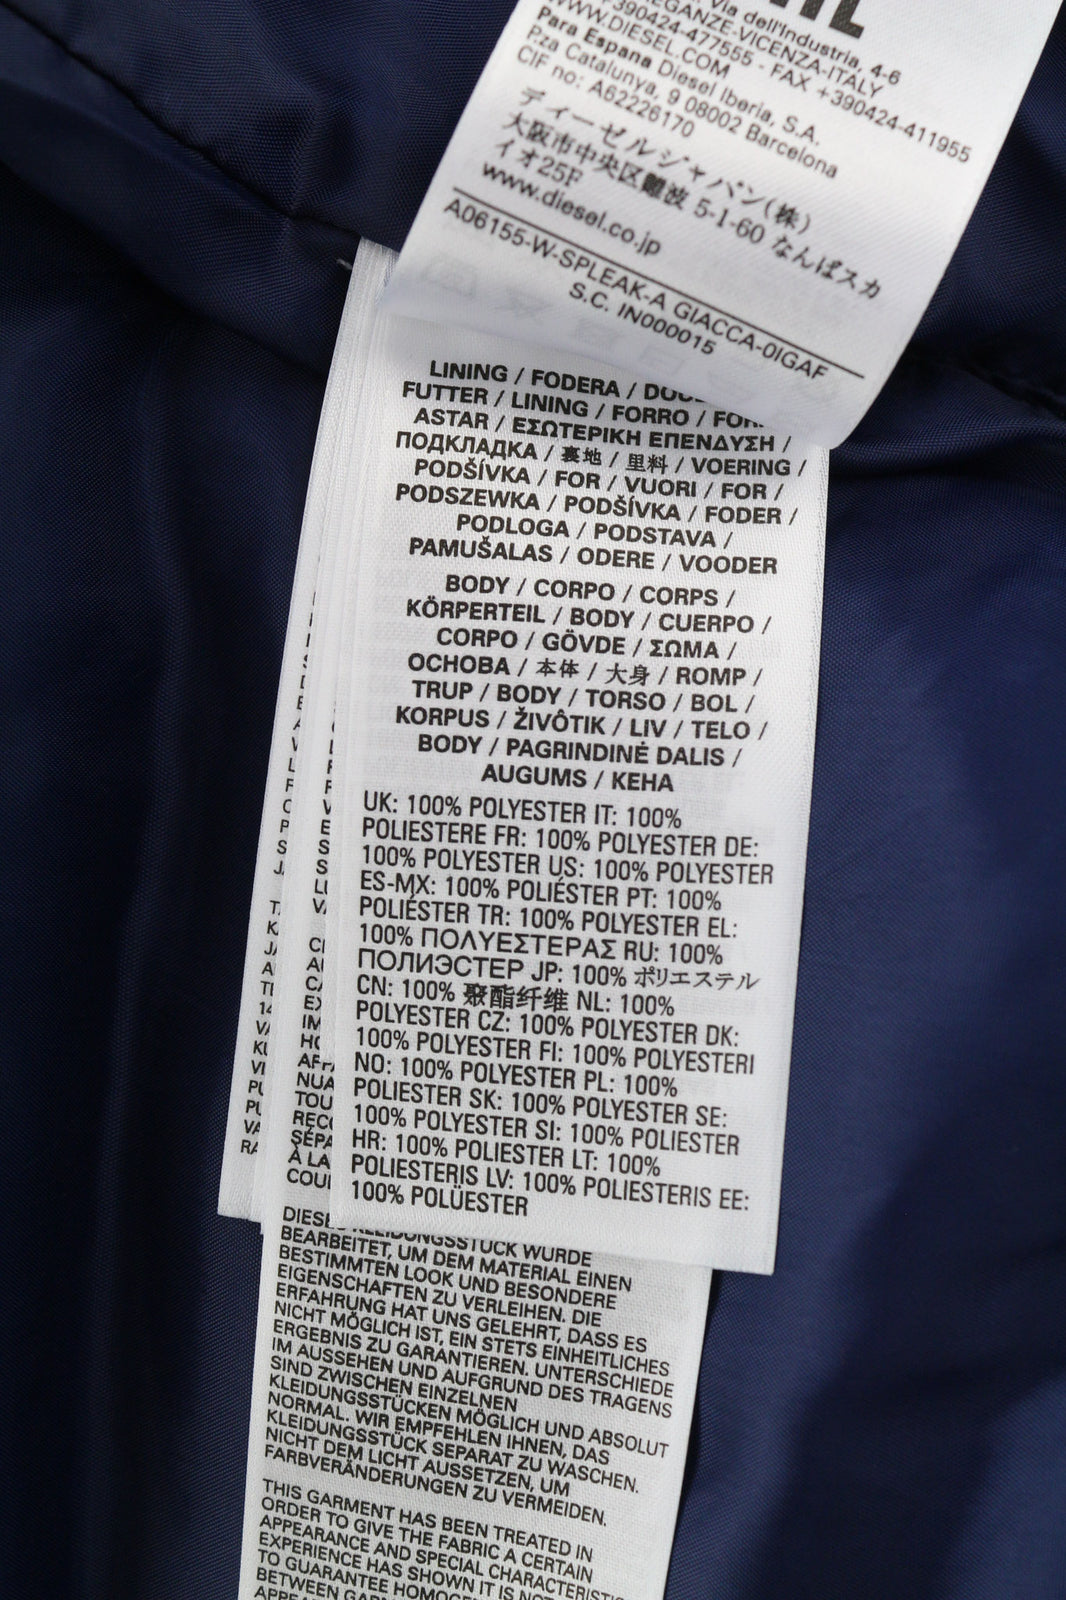 Via dell'Industria, 4-6
EGANZE-VICENZA-ITALY
+390424-477555 - FAX +390424-411955
WWW.DIESEL.COM
Para Espana Diesel Iberia, S.A.
P.za Catalunya, 9 08002 Barcelona
CIF no: A62226170
ディーゼルジャパン(株)
大阪市中央区難波 5-1-60 なんばスカ
イオ25F
www.diesel.co.jp
A06155-W-SPLEAK-A GIACCA-0IGAF
S.C. IN000015
LINING / FODERA /
FUTTER / LINING / FORRO /
ASTAR / ΕΣΩΤΕΡΙΚΗ ΕΠΕΝΔΥΣΗ /
ПОДКЛАДКА / 裏地 / 里料 / VOERING /
PODŠÍVKA / FOR / VUORI / FOR /
PODSZEWKA / PODŠÍVKA / FODER /
PODLOGA / PODSTAVA /
PAMUŠALAS / ODERE / VOODER
BODY / CORPO / CORPS /
KÖRPERTEIL / BODY / CUERPO /
CORPO / GÖVDE / ΣΩΜΑ /
ОСНОВА / 本体 / 大身 / ROMP /
TRUP / BODY / TORSO / BOL /
KORPUS / ŽIVÔTIK / LIV / TELO /
BODY / PAGRINDINĖ DALIS /
AUGUMS / KEHA
UK: 100% POLYESTER IT: 100%
POLIESTERE FR: 100% POLYESTER DE:
100% POLYESTER US: 100% POLYESTER
ES-MX: 100% POLIÉSTER PT: 100%
POLIÉSTER TR: 100% POLYESTER EL:
100% ΠΟΛΥΕΣΤΕΡΑΣ RU: 100%
ПОЛИЭСТЕР JP: 100% ポリエステル
CN: 100% 聚酯纤维 NL: 100%
POLYESTER CZ: 100% POLYESTER DK:
100% POLYESTER FI: 100% POLYESTERI
NO: 100% POLYESTER PL: 100%
POLIESTER SK: 100% POLYESTER SE:
100% POLYESTER SI: 100% POLIESTER
HR: 100% POLIESTER LT: 100%
POLIESTERIS LV: 100% POLIESTERIS EE:
100% POLÜESTER
DIESES KLEIDUNGSSTÜCK WURDE
BEARBEITET, UM DEM MATERIAL EINEN
BESTIMMTEN LOOK UND BESONDERE
EIGENSCHAFTEN ZU VERLEIHEN. DIE
ERFAHRUNG HAT UNS GELEHRT, DASS ES
NICHT MÖGLICH IST, EIN STETS EINHEITLICHES
ERGEBNIS ZU GARANTIEREN. UNTERSCHIEDE
IM AUSSEHEN UND AUFGRUND DES TRAGENS
SIND ZWISCHEN EINZELNEN
KLEIDUNGSSTÜCKEN MÖGLICH UND ABSOLUT
NORMAL. WIR EMPFEHLEN IHNEN, DAS
KLEIDUNGSSTÜCK SEPARAT ZU WASCHEN.
NICHT DEM LICHT AUSSETZEN, UM
FARBVERÄNDERUNGEN ZU VERMEIDEN.
THIS GARMENT HAS BEEN TREATED IN
ORDER TO GIVE THE FABRIC A CERTAIN
APPEARANCE AND SPECIAL CHARACTERISTI
EXPERIENCE HAS SHOWN IT IS NOT
TO GUARANTEE HOMOGE
BETWEEN GAR